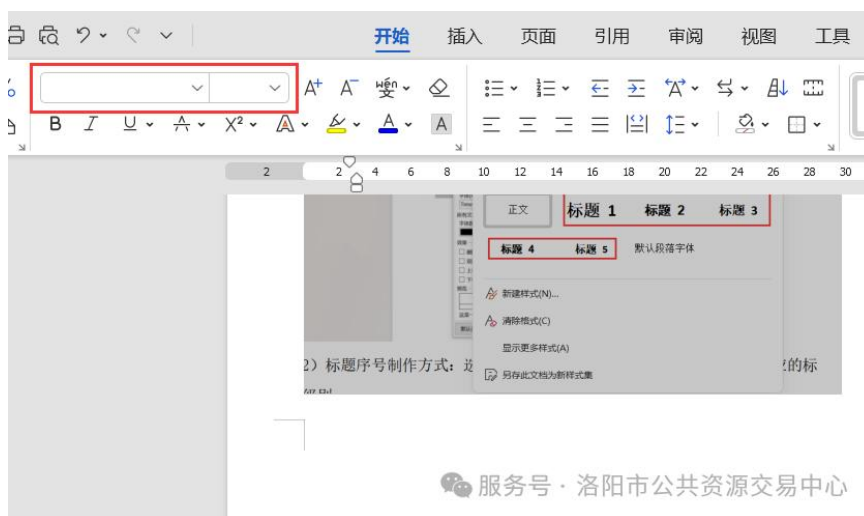 开始 插入 页面 引用 审阅 视图 工具
A+ A- wén 变
B I U A X² A A A
2 2 4 6 8 10 12 14 16 18 20 22 24 26 28 30
正文 标题 1 标题 2 标题 3
标题 4 标题 5 默认段落字体
新建样式(N)...
清除格式(C)
显示更多样式(A)
2）标题序号制作方式：
的标
另存此文档为新样式集
服务号 · 洛阳市公共资源交易中心